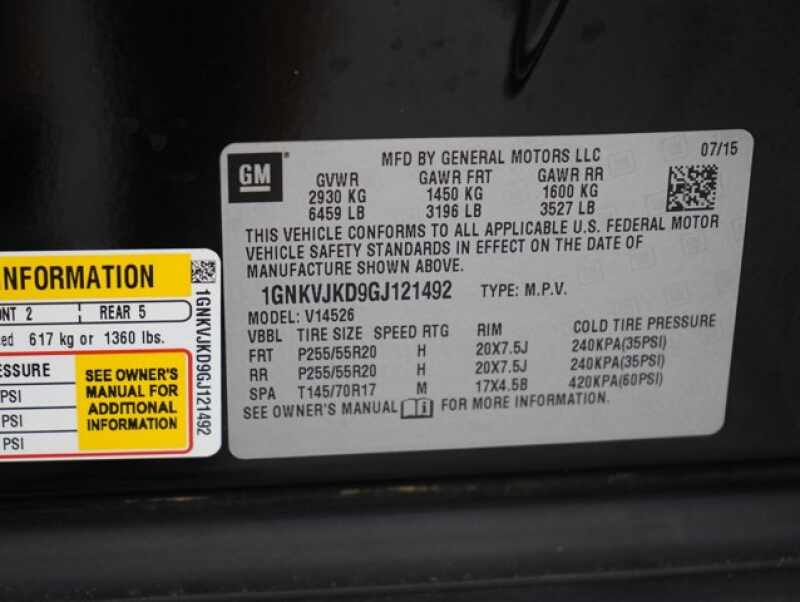 GM
MFD BY GENERAL MOTORS LLC 07/15
GVWR GAWR FRT GAWR RR
2930 KG 1450 KG 1600 KG
6459 LB 3196 LB 3527 LB
THIS VEHICLE CONFORMS TO ALL APPLICABLE U.S. FEDERAL MOTOR
VEHICLE SAFETY STANDARDS IN EFFECT ON THE DATE OF
MANUFACTURE SHOWN ABOVE.
1GNKVJKD9GJ121492 TYPE: M.P.V.
MODEL: V14526
VBBL TIRE SIZE SPEED RTG RIM COLD TIRE PRESSURE
FRT P255/55R20 H 20X7.5J 240KPA(35PSI)
RR P255/55R20 H 20X7.5J 240KPA(35PSI)
SPA T145/70R17 M 17X4.5B 420KPA(60PSI)
SEE OWNER'S MANUAL FOR MORE INFORMATION.
INFORMATION
2 REAR 5
617 kg or 1360 lbs.
PSI
PSI
PSI
SEE OWNER'S
MANUAL FOR
ADDITIONAL
INFORMATION
1GNKVJKD9GJ121492